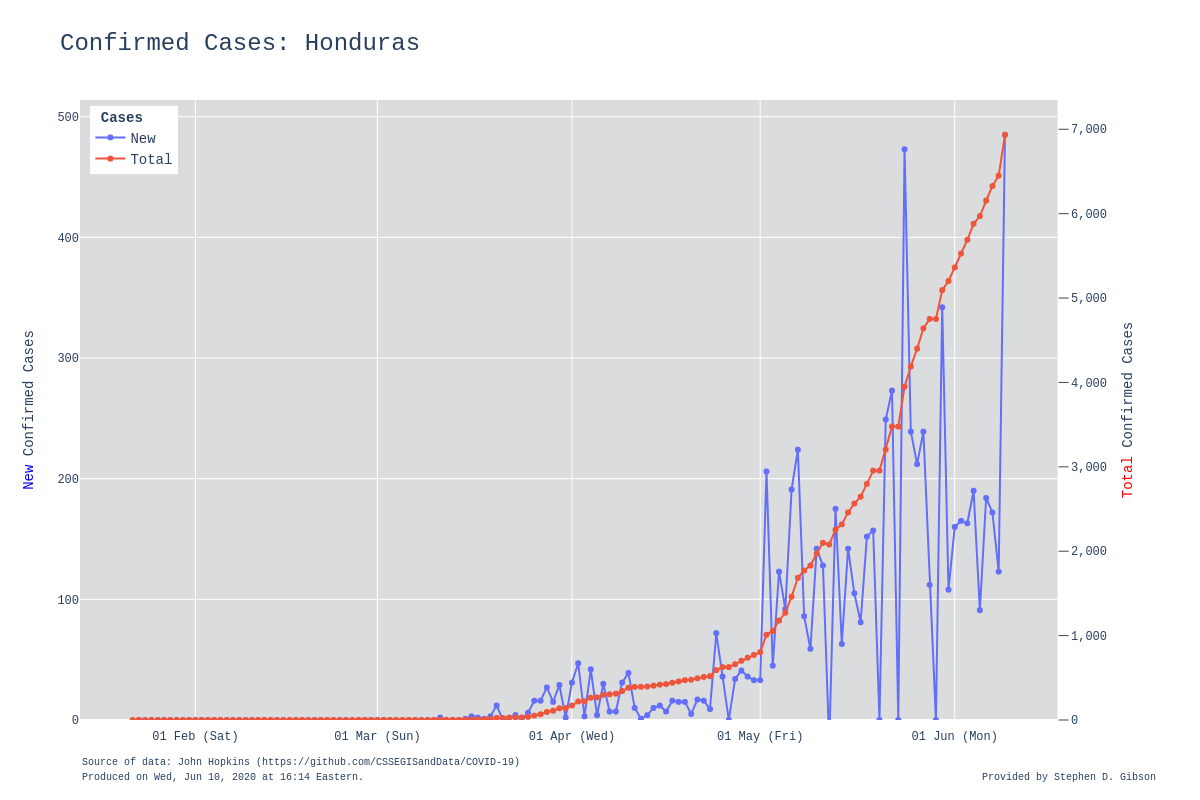 Confirmed Cases: Honduras
Cases
New
Total
500
400
300
200
100
0
7,000
6,000
5,000
4,000
3,000
2,000
1,000
0
New Confirmed Cases
Total Confirmed Cases
01 Feb (Sat)
01 Mar (Sun)
01 Apr (Wed)
01 May (Fri)
01 Jun (Mon)
Source of data: John Hopkins (https://github.com/CSSEGISandData/COVID-19)
Produced on Wed, Jun 10, 2020 at 16:14 Eastern.
Provided by Stephen D. Gibson